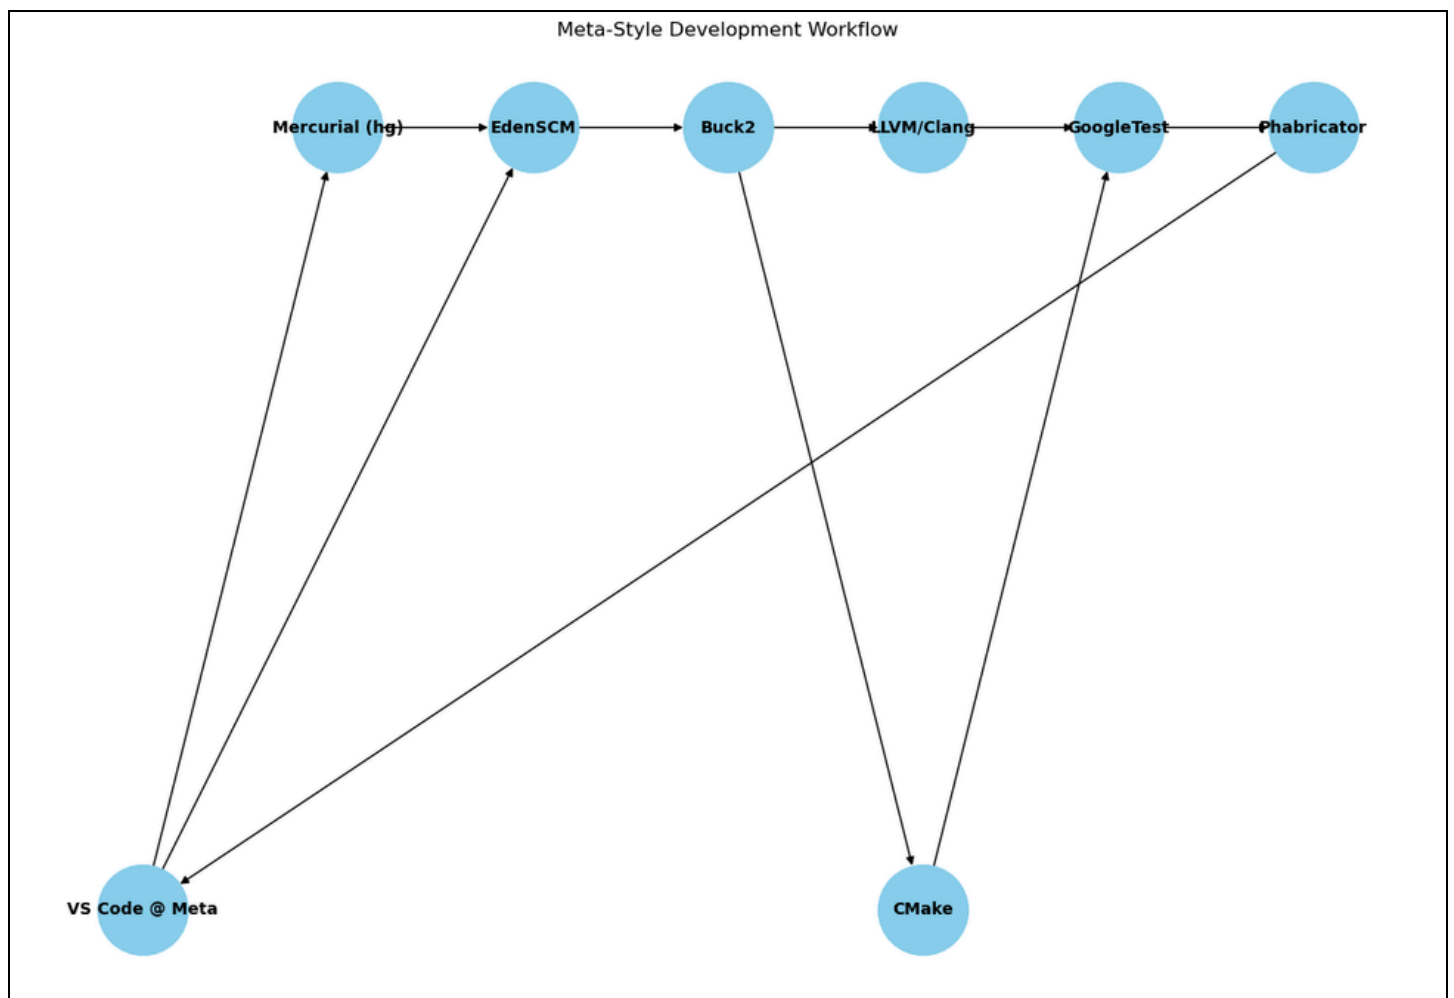 Meta-Style Development Workflow
Mercurial (hg)
EdenSCM
Buck2
LLVM/Clang
GoogleTest
Phabricator
VS Code @ Meta
CMake